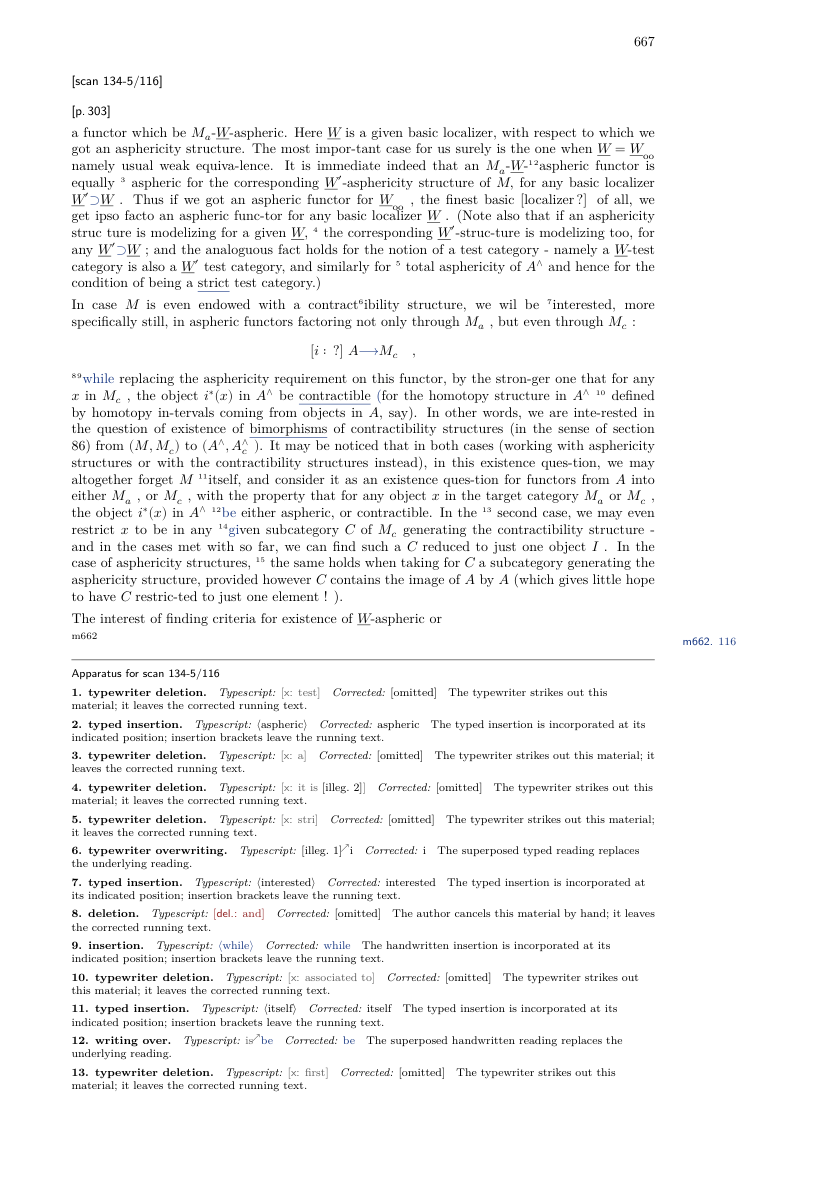 667
[scan 134-5/116]
[p. 303]
a functor which be Mₐ-W-aspheric. Here W is a given basic localizer, with respect to which we
got an asphericity structure. The most impor-tant case for us surely is the one when W = W_oo
namely usual weak equiva-lence. It is immediate indeed that an Mₐ-W-¹²aspheric functor is
equally ³ aspheric for the corresponding W′-asphericity structure of M, for any basic localizer
W′⊃W . Thus if we got an aspheric functor for W_oo , the finest basic [localizer ?] of all, we
get ipso facto an aspheric func-tor for any basic localizer W . (Note also that if an asphericity
struc ture is modelizing for a given W, ⁴ the corresponding W′-struc-ture is modelizing too, for
any W′⊃W ; and the analoguous fact holds for the notion of a test category - namely a W-test
category is also a W′ test category, and similarly for ⁵ total asphericity of A^ and hence for the
condition of being a strict test category.)
In case M is even endowed with a contract⁶ibility structure, we wil be ⁷interested, more
specifically still, in aspheric functors factoring not only through Mₐ , but even through M_c :
[i : ?] A⟶M_c ,
⁸⁹while replacing the asphericity requirement on this functor, by the stron-ger one that for any
x in M_c , the object i*(x) in A^ be contractible (for the homotopy structure in A^ ¹⁰ defined
by homotopy in-tervals coming from objects in A, say). In other words, we are inte-rested in
the question of existence of bimorphisms of contractibility structures (in the sense of section
86) from (M, M_c) to (A^, A^_c ). It may be noticed that in both cases (working with asphericity
structures or with the contractibility structures instead), in this existence ques-tion, we may
altogether forget M ¹¹itself, and consider it as an existence ques-tion for functors from A into
either Mₐ , or M_c , with the property that for any object x in the target category Mₐ or M_c ,
the object i*(x) in A^ ¹²be either aspheric, or contractible. In the ¹³ second case, we may even
restrict x to be in any ¹⁴given subcategory C of M_c generating the contractibility structure -
and in the cases met with so far, we can find such a C reduced to just one object I . In the
case of asphericity structures, ¹⁵ the same holds when taking for C a subcategory generating the
asphericity structure, provided however C contains the image of A by A (which gives little hope
to have C restric-ted to just one element ! ).
The interest of finding criteria for existence of W-aspheric or
m662
m662. 116
Apparatus for scan 134-5/116
1. typewriter deletion. Typescript: [x: test] Corrected: [omitted] The typewriter strikes out this
material; it leaves the corrected running text.
2. typed insertion. Typescript: ⟨aspheric⟩ Corrected: aspheric The typed insertion is incorporated at its
indicated position; insertion brackets leave the running text.
3. typewriter deletion. Typescript: [x: a] Corrected: [omitted] The typewriter strikes out this material; it
leaves the corrected running text.
4. typewriter deletion. Typescript: [x: it is [illeg. 2]] Corrected: [omitted] The typewriter strikes out this
material; it leaves the corrected running text.
5. typewriter deletion. Typescript: [x: stri] Corrected: [omitted] The typewriter strikes out this material;
it leaves the corrected running text.
6. typewriter overwriting. Typescript: [illeg. 1]↗i Corrected: i The superposed typed reading replaces
the underlying reading.
7. typed insertion. Typescript: ⟨interested⟩ Corrected: interested The typed insertion is incorporated at
its indicated position; insertion brackets leave the running text.
8. deletion. Typescript: [del.: and] Corrected: [omitted] The author cancels this material by hand; it leaves
the corrected running text.
9. insertion. Typescript: ⟨while⟩ Corrected: while The handwritten insertion is incorporated at its
indicated position; insertion brackets leave the running text.
10. typewriter deletion. Typescript: [x: associated to] Corrected: [omitted] The typewriter strikes out
this material; it leaves the corrected running text.
11. typed insertion. Typescript: ⟨itself⟩ Corrected: itself The typed insertion is incorporated at its
indicated position; insertion brackets leave the running text.
12. writing over. Typescript: is↗be Corrected: be The superposed handwritten reading replaces the
underlying reading.
13. typewriter deletion. Typescript: [x: first] Corrected: [omitted] The typewriter strikes out this
material; it leaves the corrected running text.